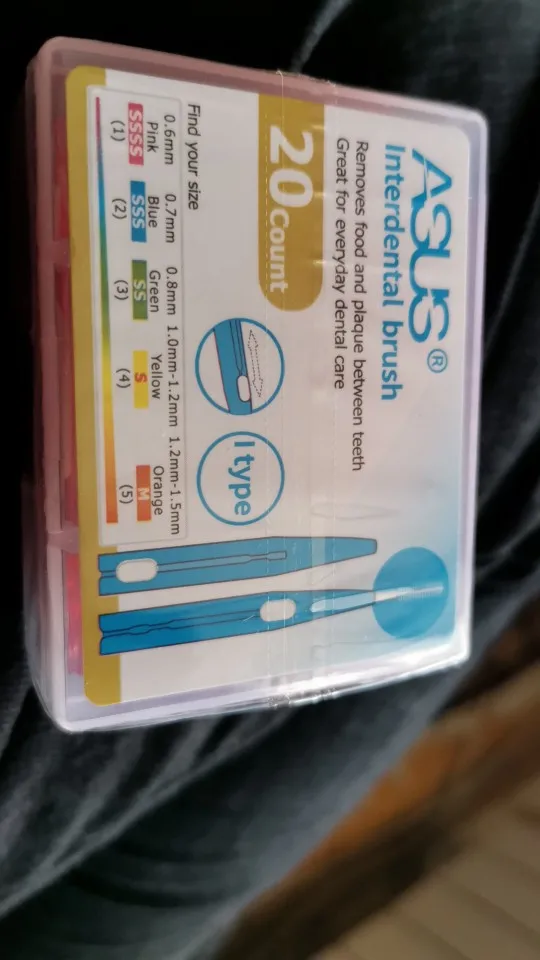 ASUS®
Interdental brush
Removes food and plaque between teeth
Great for everyday dental care
20 Count
I type
Find your size
0.6mm 0.7mm 0.8mm 1.0mm-1.2mm 1.2mm-1.5mm
Pink Blue Green Yellow Orange
SSSS SSS SS S M
(1) (2) (3) (4) (5)